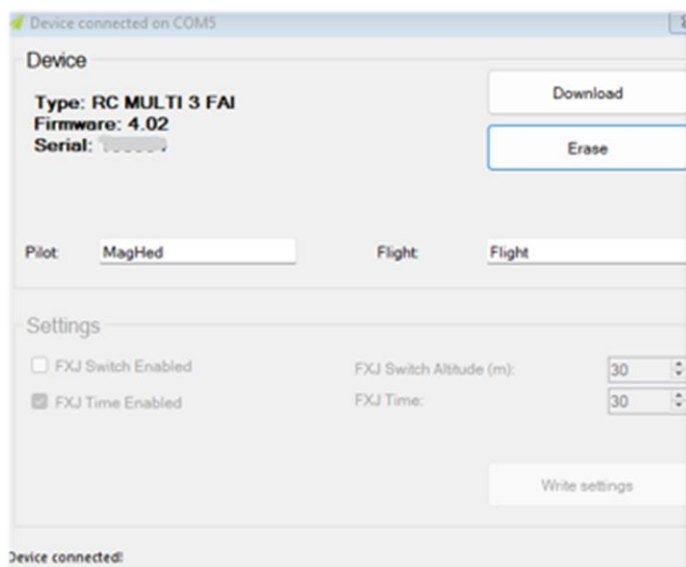 Device connected on COM5
Device
Type: RC MULTI 3 FAI
Firmware: 4.02
Serial:
Download
Erase
Pilot: MagHed
Flight: Flight
Settings
FXJ Switch Enabled
FXJ Switch Altitude (m): 30
FXJ Time Enabled
FXJ Time: 30
Write settings
Device connected!